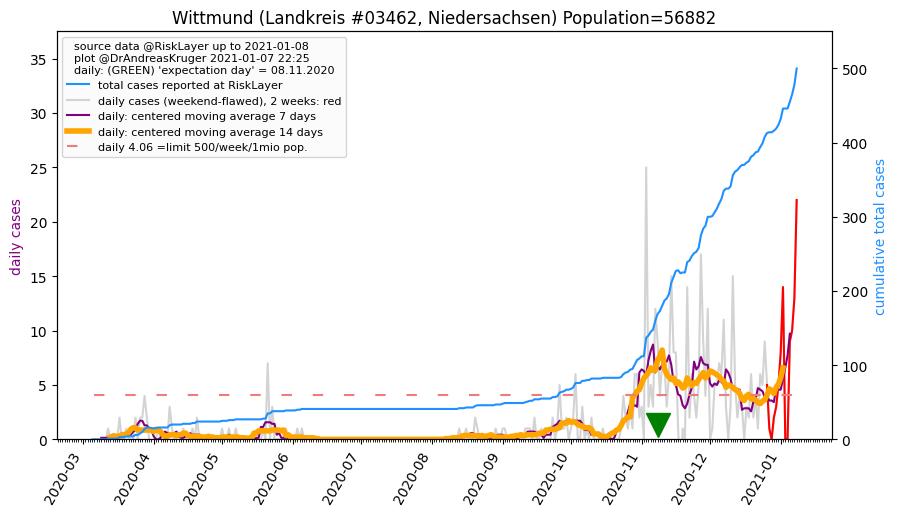 Wittmund (Landkreis #03462, Niedersachsen) Population=56882
source data @RiskLayer up to 2021-01-08
plot @DrAndreasKruger 2021-01-07 22:25
daily: (GREEN) 'expectation day' = 08.11.2020
total cases reported at RiskLayer
daily cases (weekend-flawed), 2 weeks: red
daily: centered moving average 7 days
daily: centered moving average 14 days
daily 4.06 =limit 500/week/1mio pop.
daily cases
35
30
25
20
15
10
5
0
cumulative total cases
500
400
300
200
100
0
2020-03
2020-04
2020-05
2020-06
2020-07
2020-08
2020-09
2020-10
2020-11
2020-12
2021-01